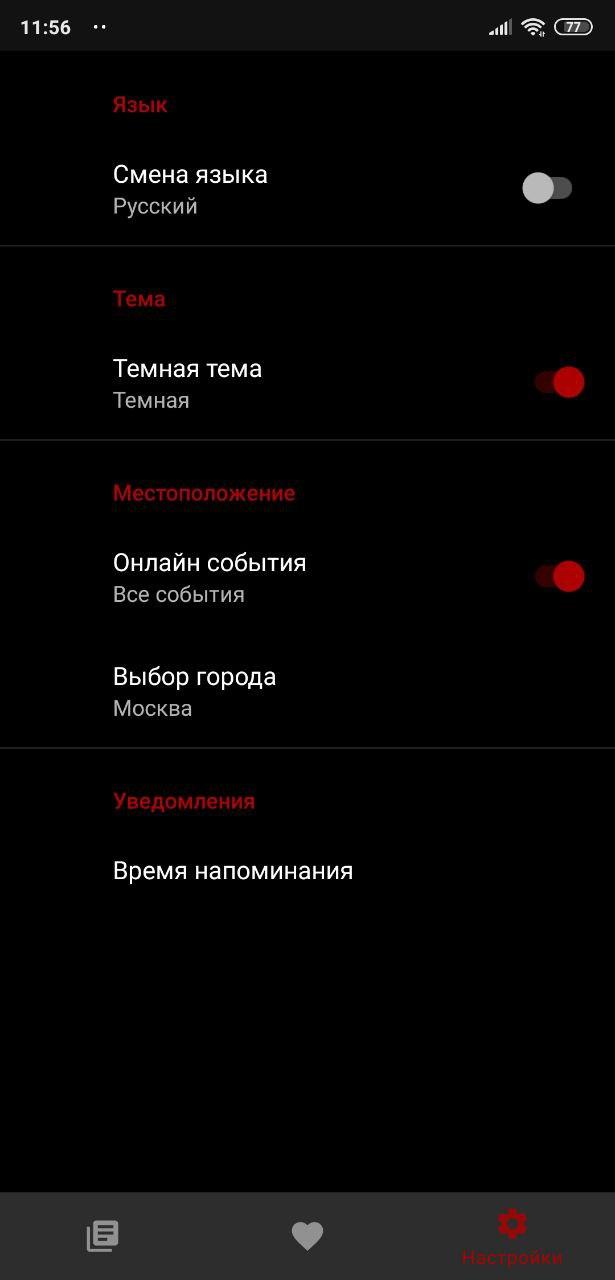 11:56
77
Язык
Смена языка
Русский
Тема
Темная тема
Темная
Местоположение
Онлайн события
Все события
Выбор города
Москва
Уведомления
Время напоминания
Настройки